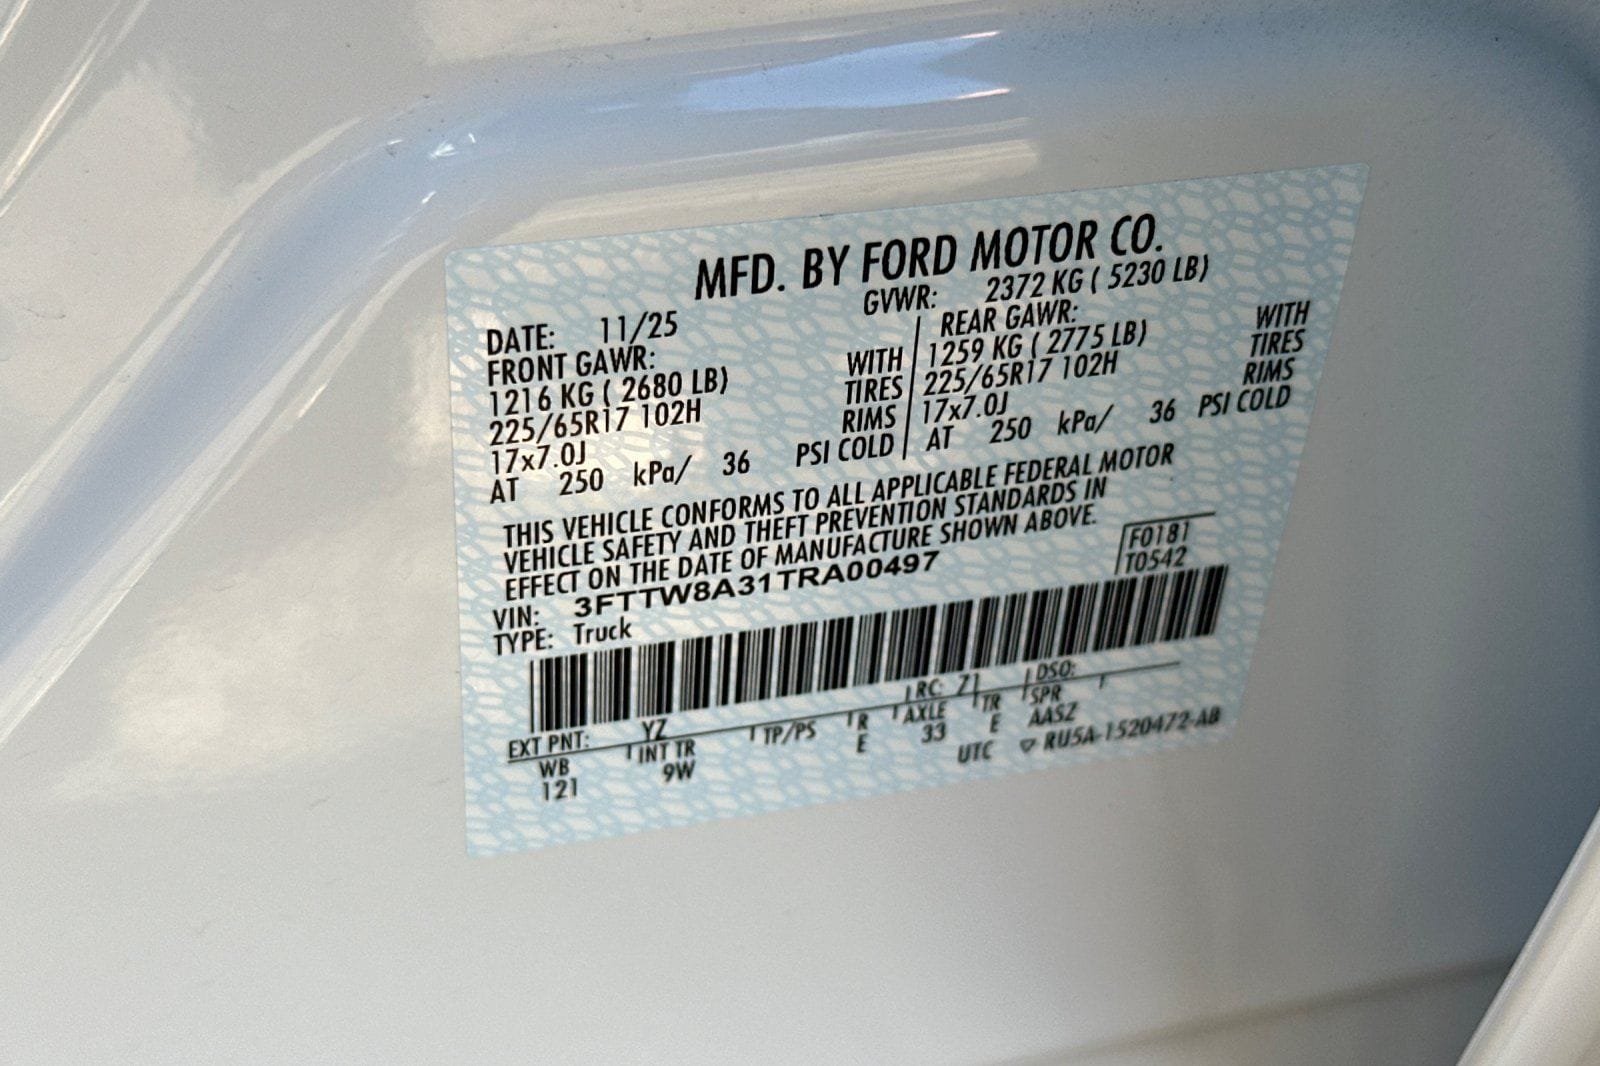 MFD. BY FORD MOTOR CO.
DATE: 11/25 GVWR: 2372 KG ( 5230 LB)
FRONT GAWR: REAR GAWR:
1216 KG ( 2680 LB) WITH 1259 KG ( 2775 LB) WITH
225/65R17 102H TIRES 225/65R17 102H TIRES
17x7.0J RIMS 17x7.0J RIMS
AT 250 kPa/ 36 PSI COLD AT 250 kPa/ 36 PSI COLD
THIS VEHICLE CONFORMS TO ALL APPLICABLE FEDERAL MOTOR
VEHICLE SAFETY AND THEFT PREVENTION STANDARDS IN
EFFECT ON THE DATE OF MANUFACTURE SHOWN ABOVE.
VIN: 3FTTW8A31TRA00497 F0181
TYPE: Truck T0542
EXT PNT: YZ RC: 71 DSO:
WB INT TR TP/PS R AXLE TR SPR
121 9W E 33 E AASZ
UTC ▽ RU5A-1520472-AB